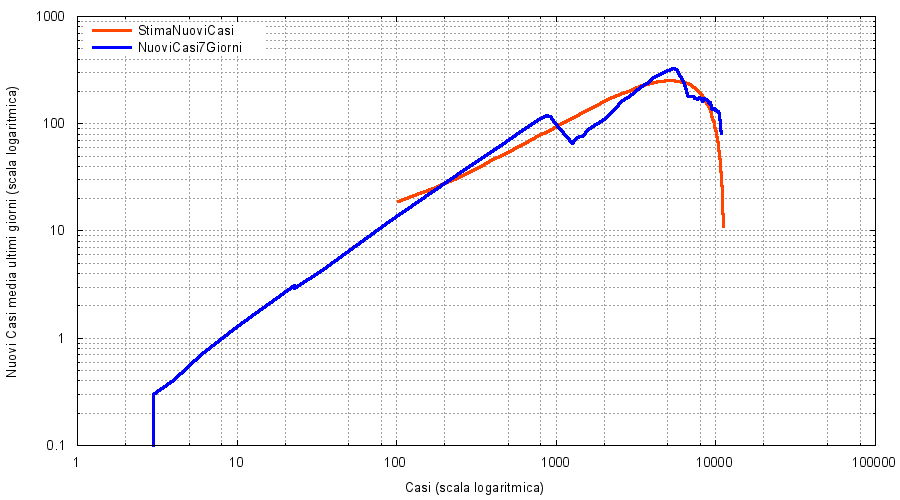 1000
StimaNuoviCasi
NuoviCasi7Giorni
100
10
1
0.1
Nuovi Casi media ultimi giorni (scala logaritmica)
1
10
100
1000
10000
100000
Casi (scala logaritmica)